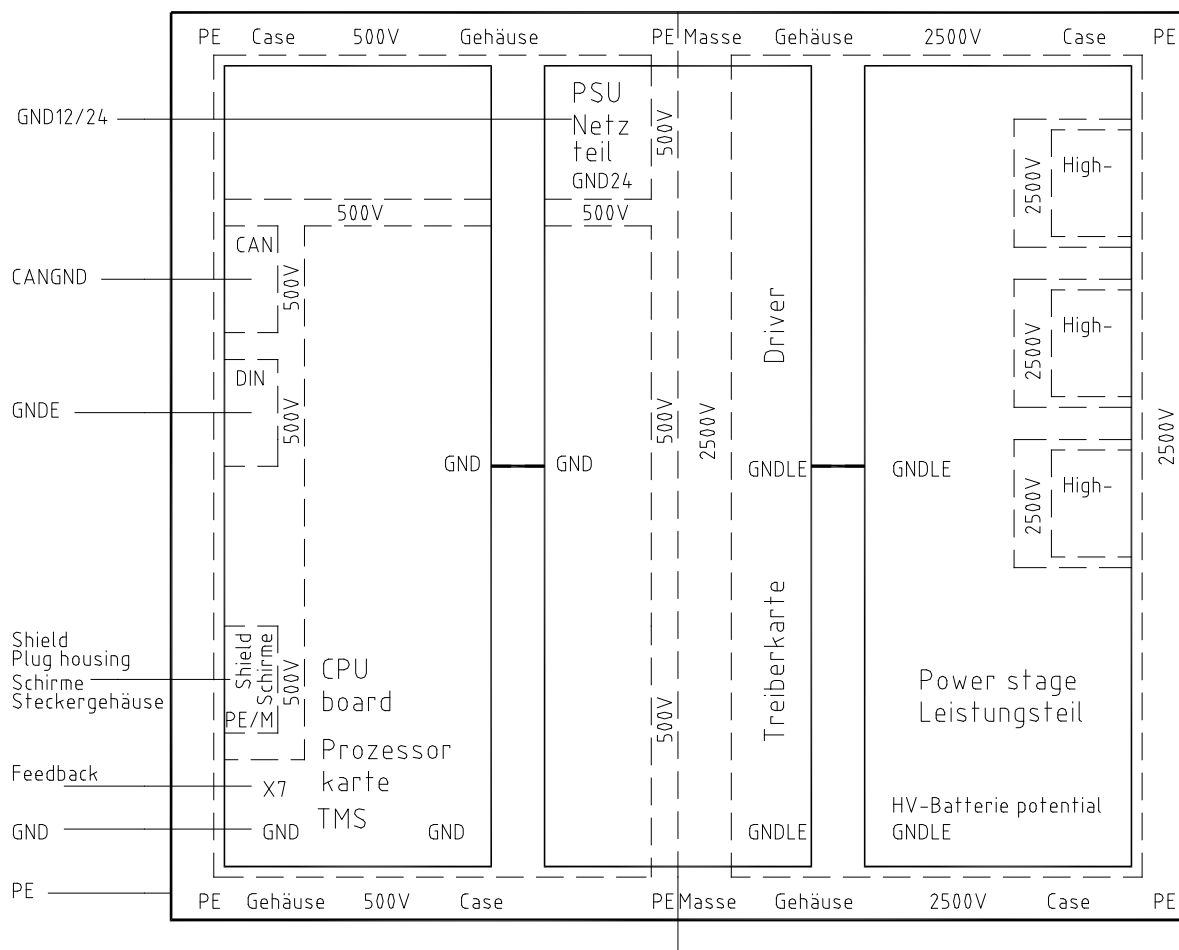 PE Case 500V Gehäuse PE Masse Gehäuse 2500V Case PE
GND12/24
PSU
Netz
teil
GND24
500V
High-
2500V
500V
500V
CAN
CANGND
500V
Driver
High-
2500V
DIN
GNDE
500V
500V
2500V
2500V
GND
GND
GNDLE
GNDLE
High-
2500V
Shield
Plug housing
Schirme
Steckergehäuse
Shield
Schirme
500V
PE/M
CPU
board
Prozessor
karte
TMS
500V
Treiberkarte
Power stage
Leistungsteil
Feedback
X7
HV-Batterie potential
GND
GND
GND
GNDLE
GNDLE
PE
PE Gehäuse 500V Case PE Masse Gehäuse 2500V Case PE